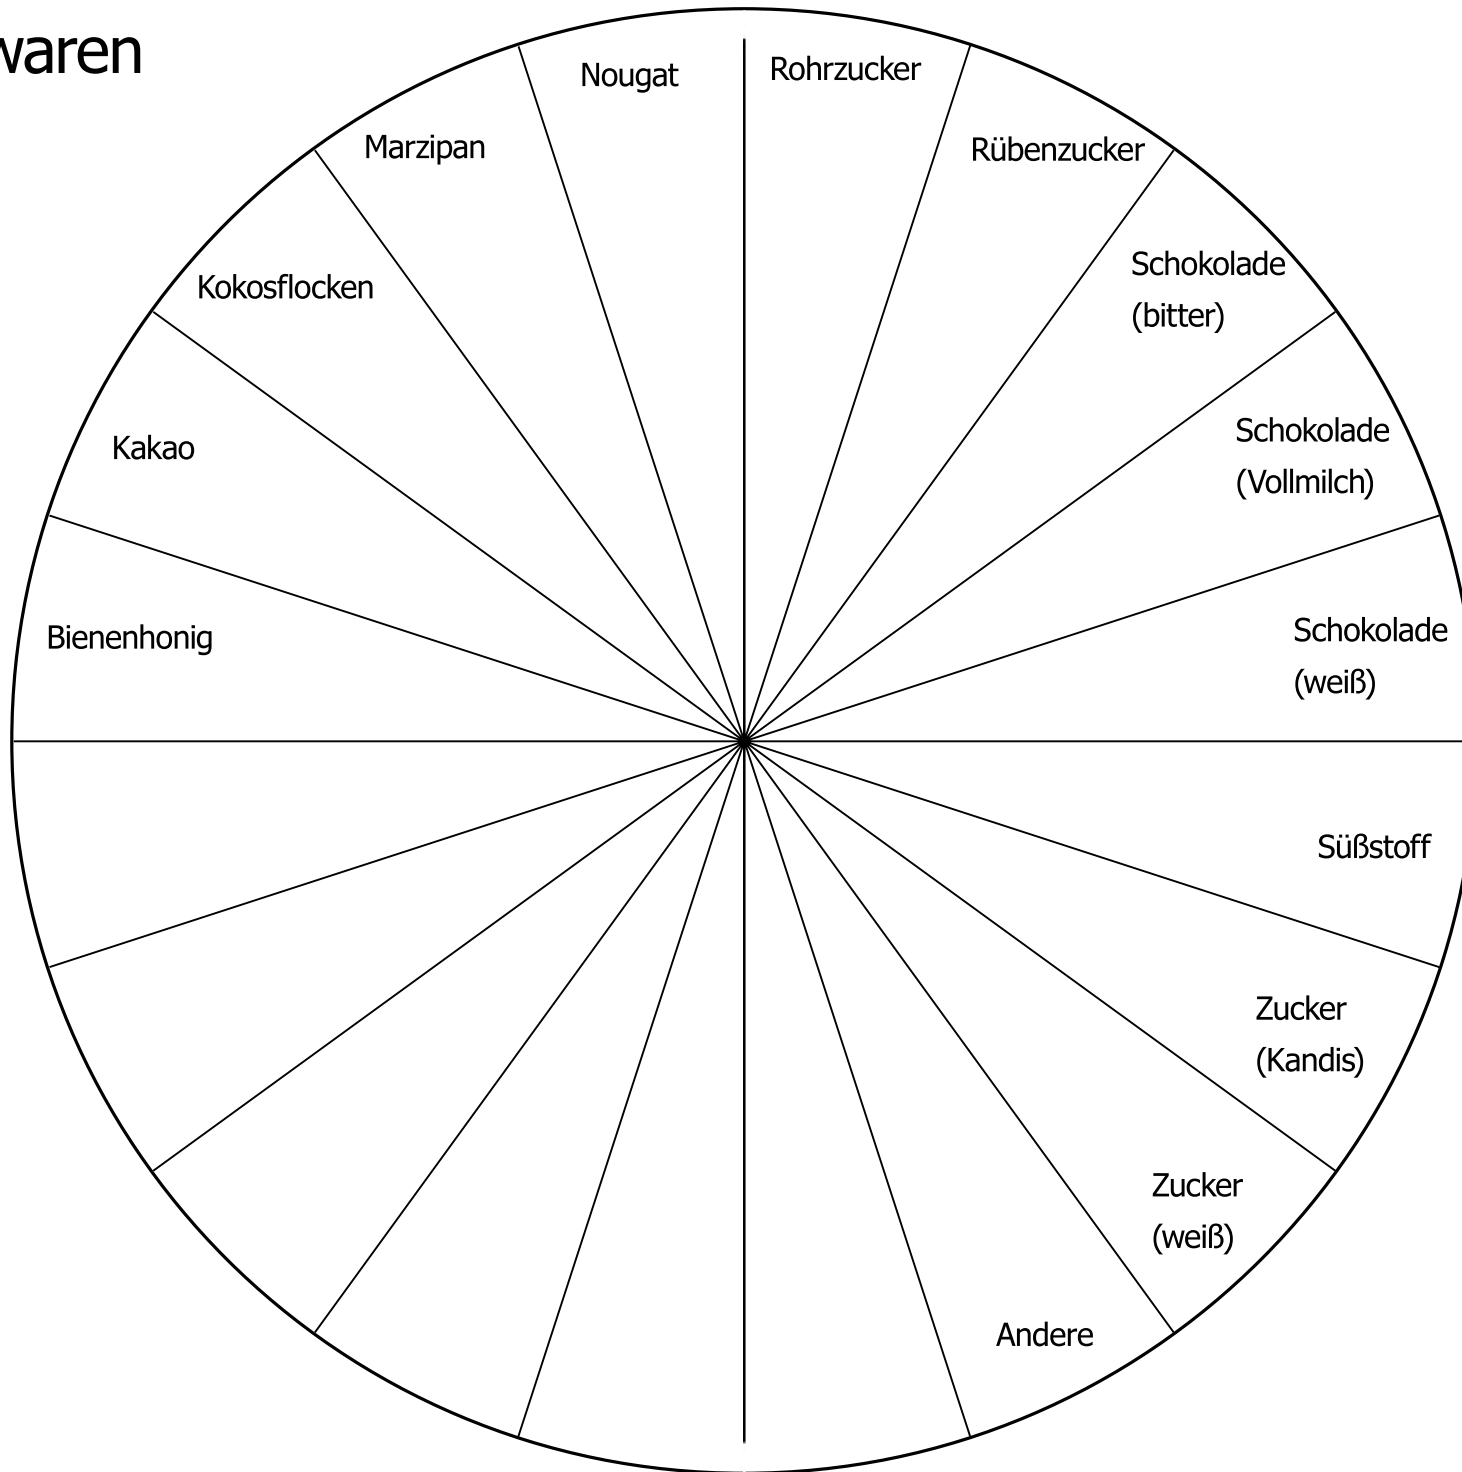 waren
Nougat
Rohrzucker
Marzipan
Rübenzucker
Kokosflocken
Schokolade
(bitter)
Kakao
Schokolade
(Vollmilch)
Bienenhonig
Schokolade
(weiß)
Süßstoff
Zucker
(Kandis)
Zucker
(weiß)
Andere